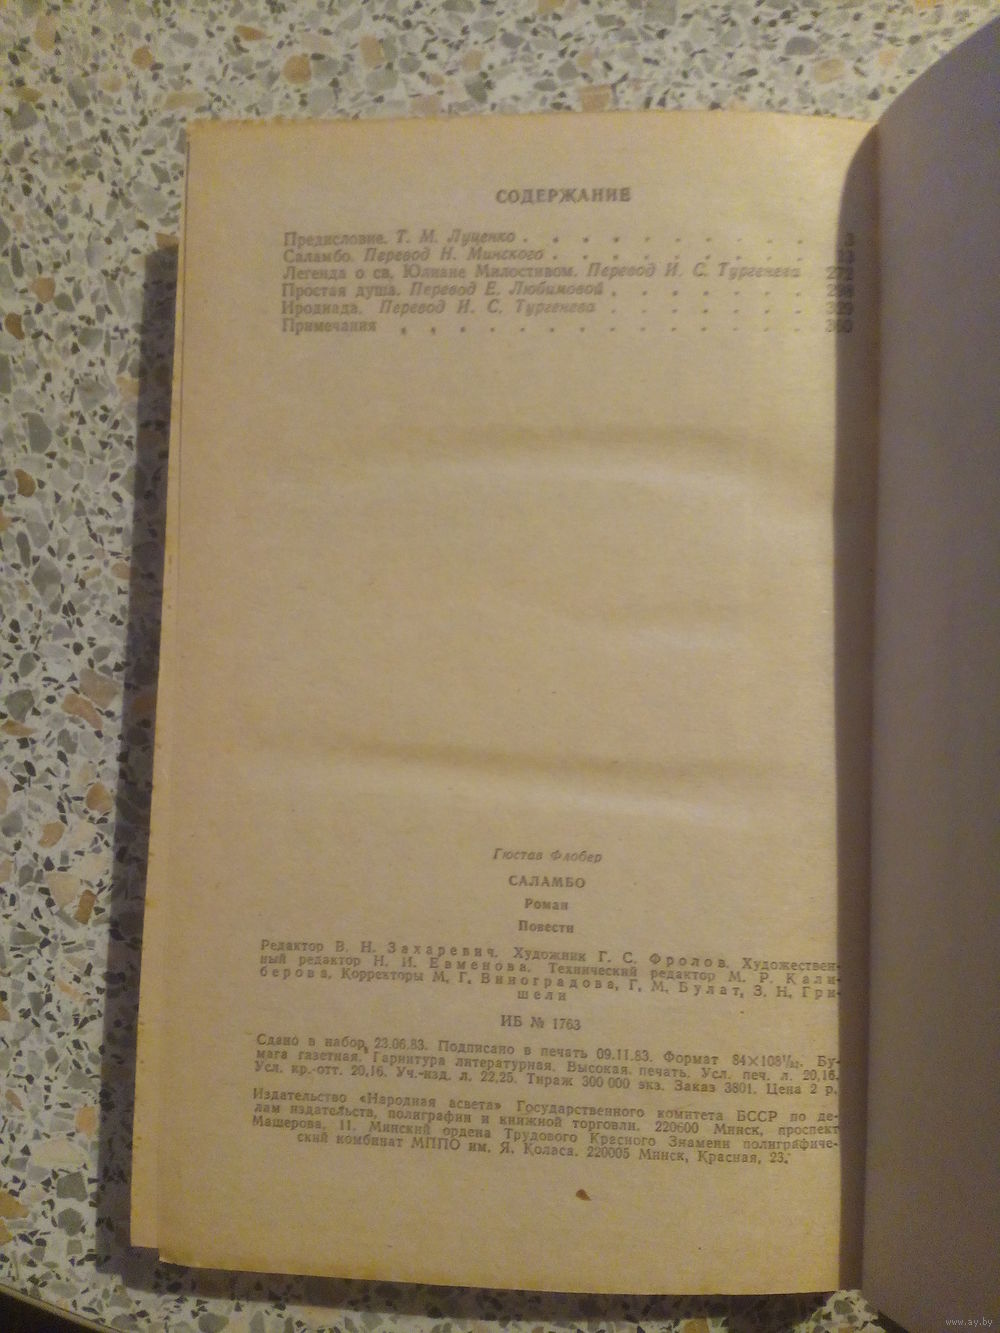 СОДЕРЖАНИЕ
Предисловие. Т. М. Луценко . . . . . . . . . . 3
Саламбо. Перевод Н. Минского . . . . . . . . . 13
Легенда о св. Юлиане Милостивом. Перевод И. С. Тургенева 272
Простая душа. Перевод Е. Любимовой . . . . . . .
Иродиада. Перевод И. С. Тургенева . . . . . . . 329
Примечания . . . . . . . . . . . . . . 360
Гюстав Флобер
САЛАМБО
Роман
Повести
Редактор В. Н. Захаревич. Художник Г. С. Фролов. Художествен-
ный редактор Н. И. Евменова. Технический редактор М. Р. Кали-
берова, Корректоры М. Г. Виноградова, Г. М. Булат, З. Н. Гри-
шели
ИБ № 1763
Сдано в набор 23.06.83. Подписано в печать 09.11.83. Формат 84×108¹/₃₂. Бу-
мага газетная. Гарнитура литературная. Высокая печать. Усл. печ. л. 20,16.
Усл. кр.-отт. 20,16. Уч.-изд. л. 22,25. Тираж 300 000 экз. Заказ 3801. Цена 2 р.
Издательство «Народная асвета» Государственного комитета БССР по де-
лам издательств, полиграфии и книжной торговли. 220600 Минск, проспект
Машерова, 11. Минский ордена Трудового Красного Знамени полиграфиче-
ский комбинат МППО им. Я. Коласа. 220005 Минск, Красная, 23.
www.ay.by